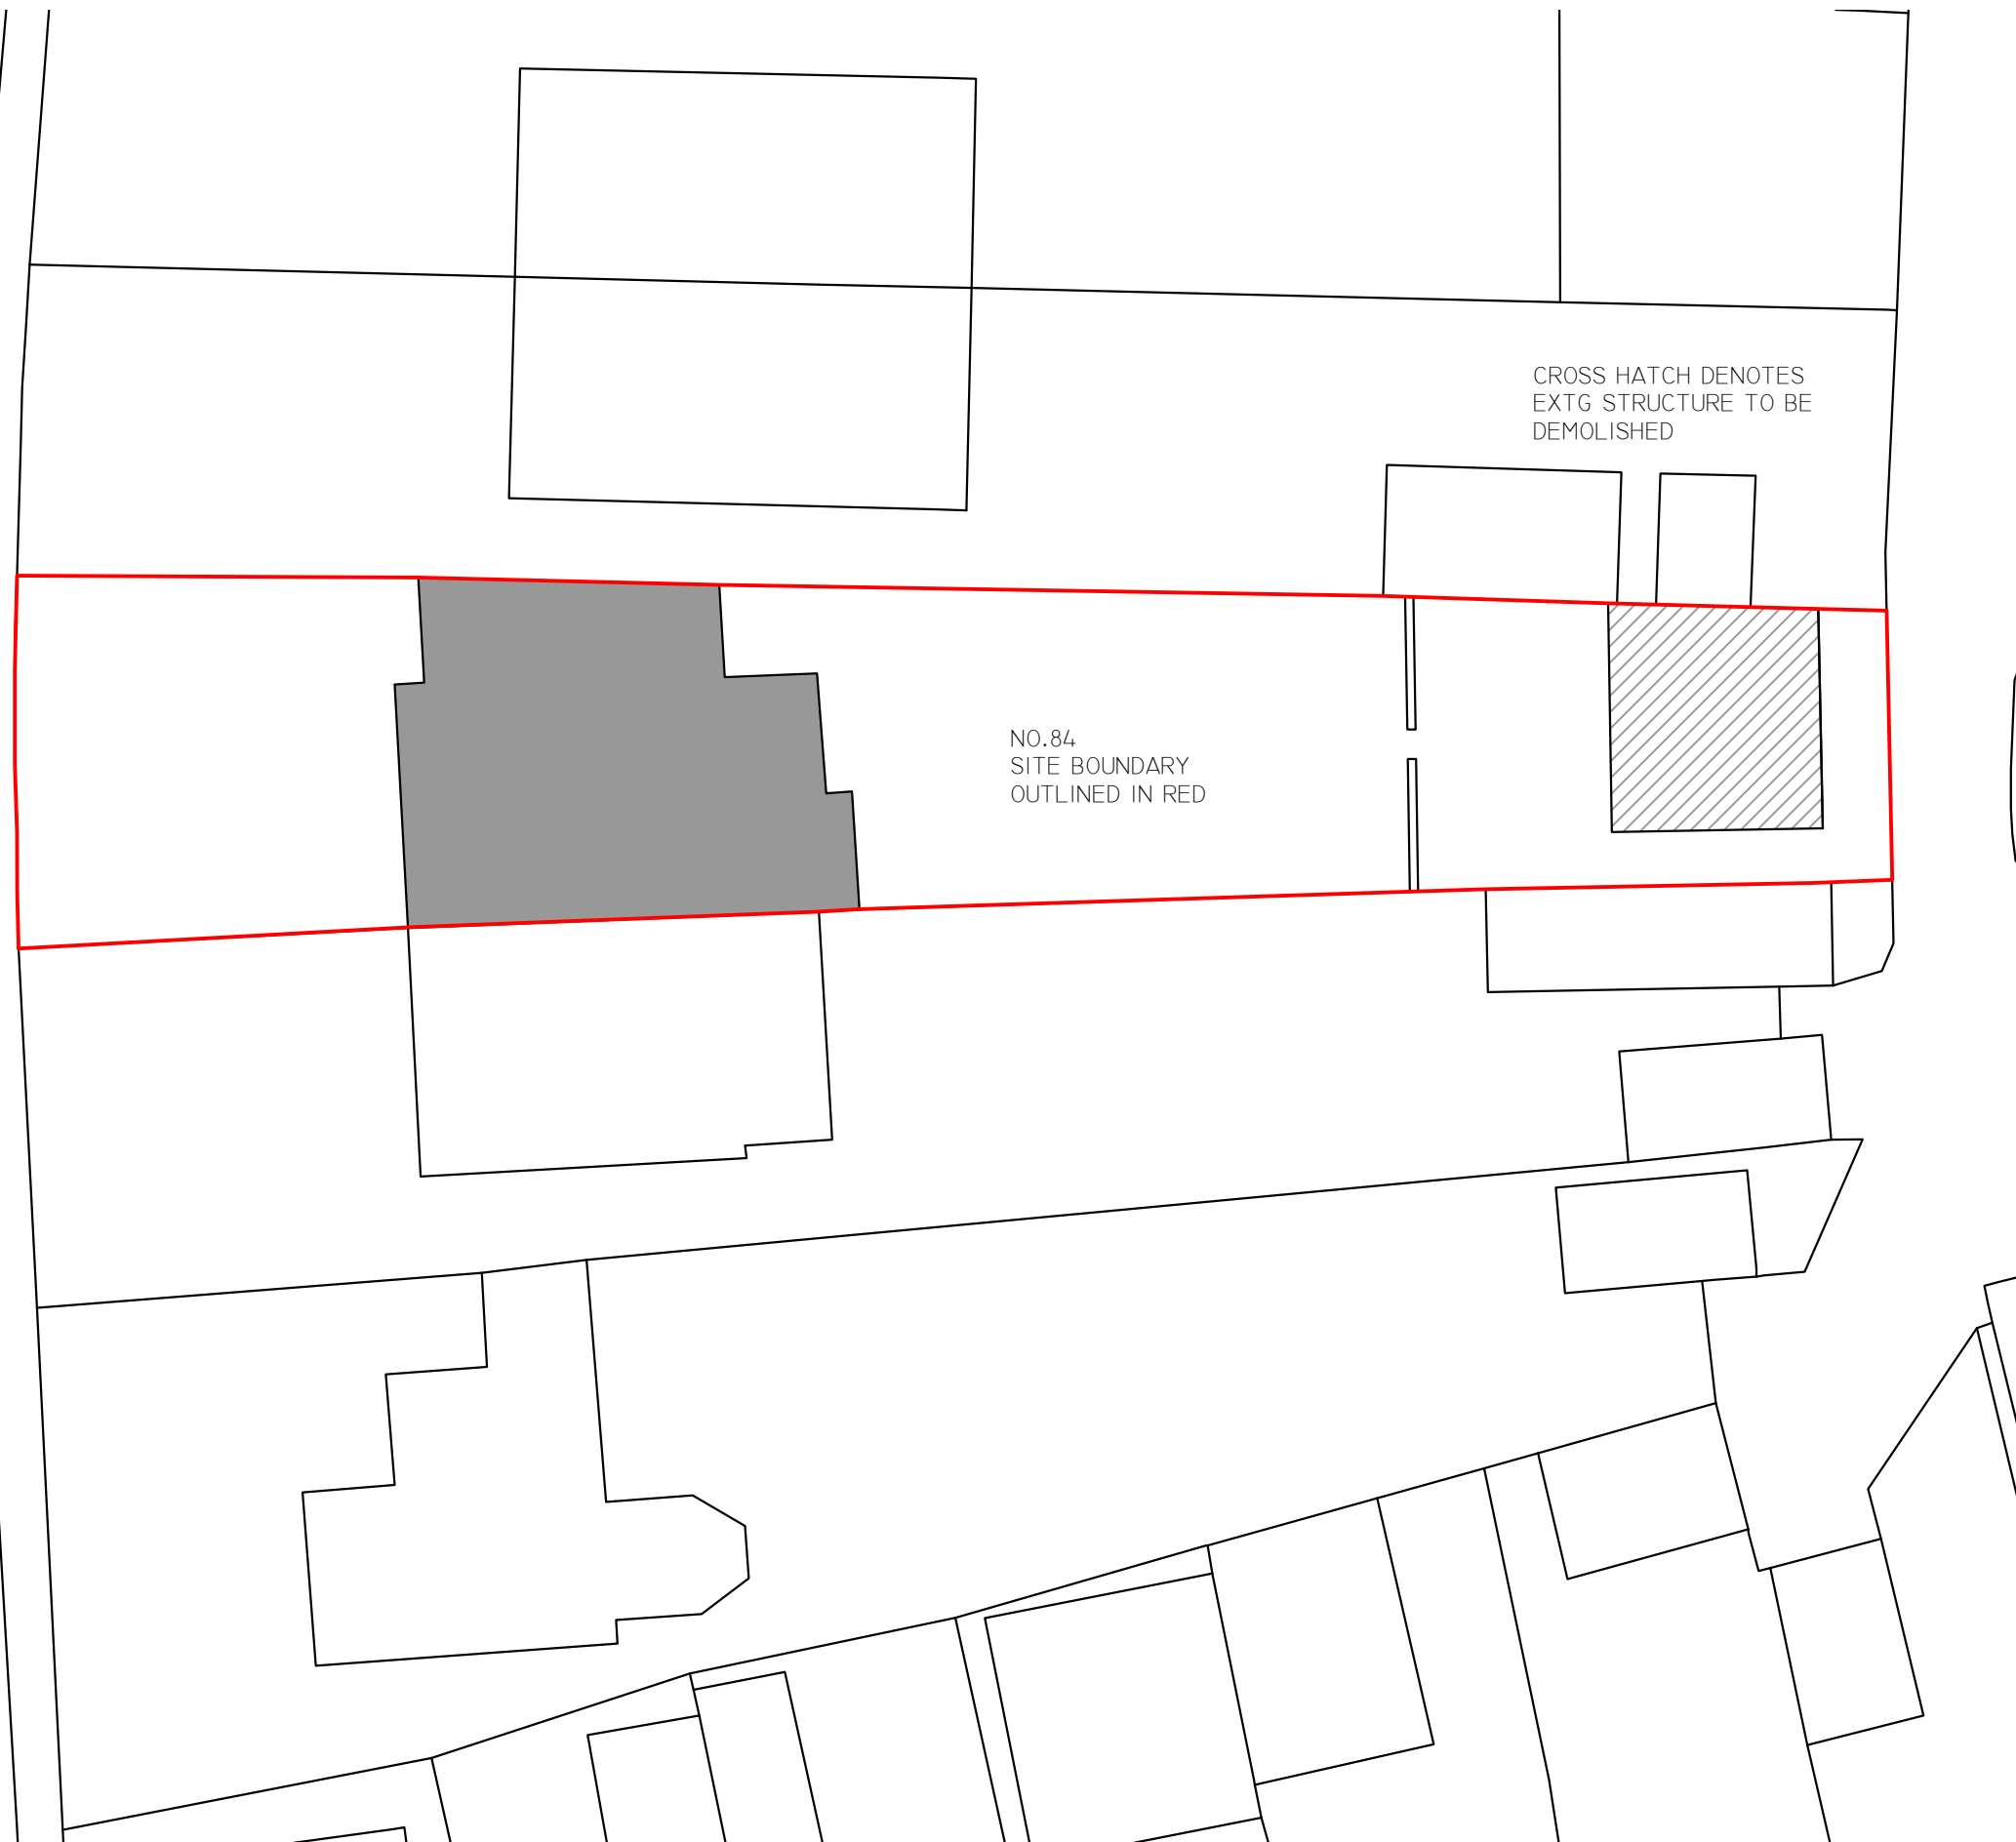 CROSS HATCH DENOTES
EXTG STRUCTURE TO BE
DEMOLISHED
NO.84
SITE BOUNDARY
OUTLINED IN RED